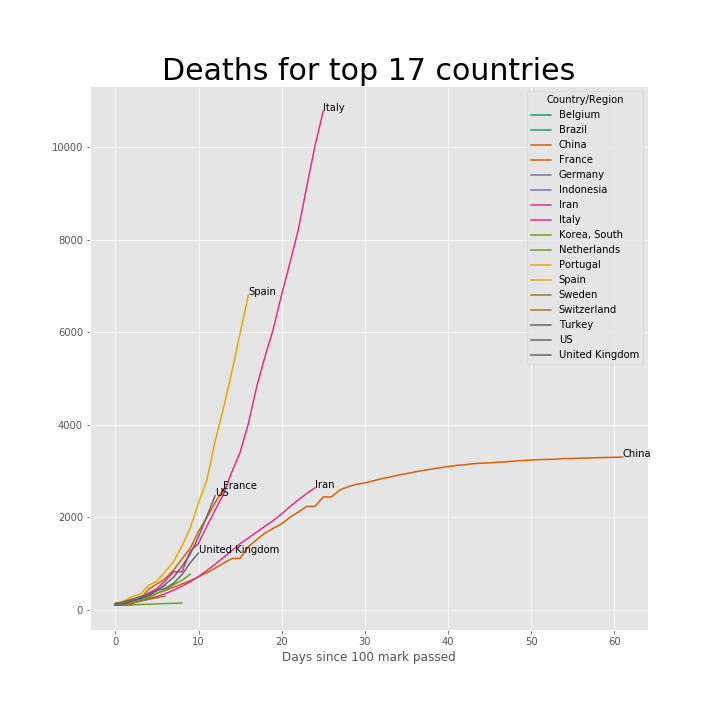 Deaths for top 17 countries
Country/Region
Belgium
Brazil
China
France
Germany
Indonesia
Iran
Italy
Korea, South
Netherlands
Portugal
Spain
Sweden
Switzerland
Turkey
US
United Kingdom
Italy
Spain
China
France
US
Iran
United Kingdom
10000
8000
6000
4000
2000
0
0 10 20 30 40 50 60
Days since 100 mark passed